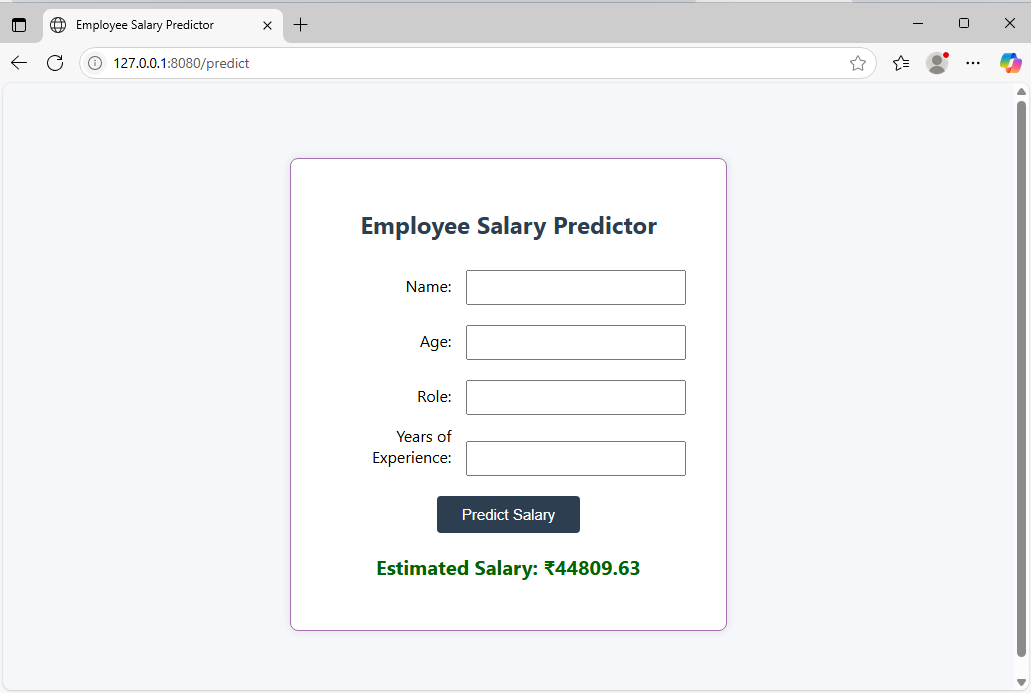 Employee Salary Predictor
127.0.0.1:8080/predict
Employee Salary Predictor
Name:
Age:
Role:
Years of
Experience:
Predict Salary
Estimated Salary: ₹44809.63